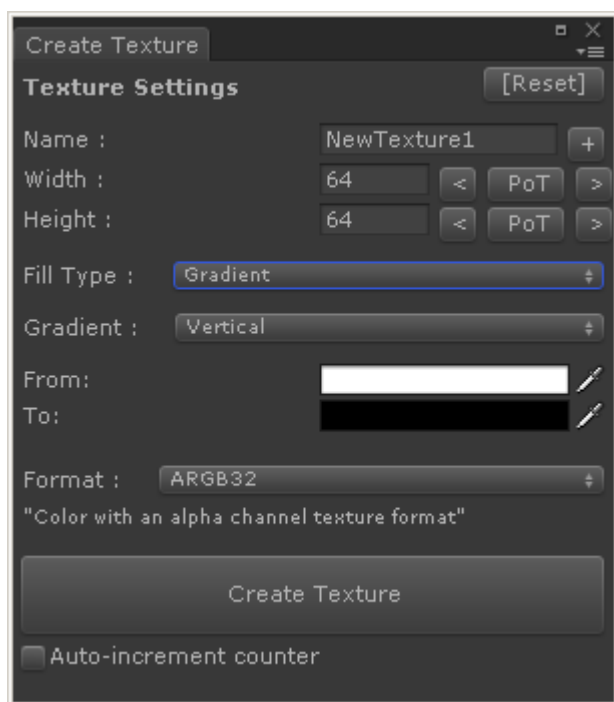 Create Texture
Texture Settings [Reset]
Name : NewTexture1 +
Width : 64 < PoT >
Height : 64 < PoT >
Fill Type : Gradient
Gradient : Vertical
From:
To:
Format : ARGB32
"Color with an alpha channel texture format"
Create Texture
Auto-increment counter